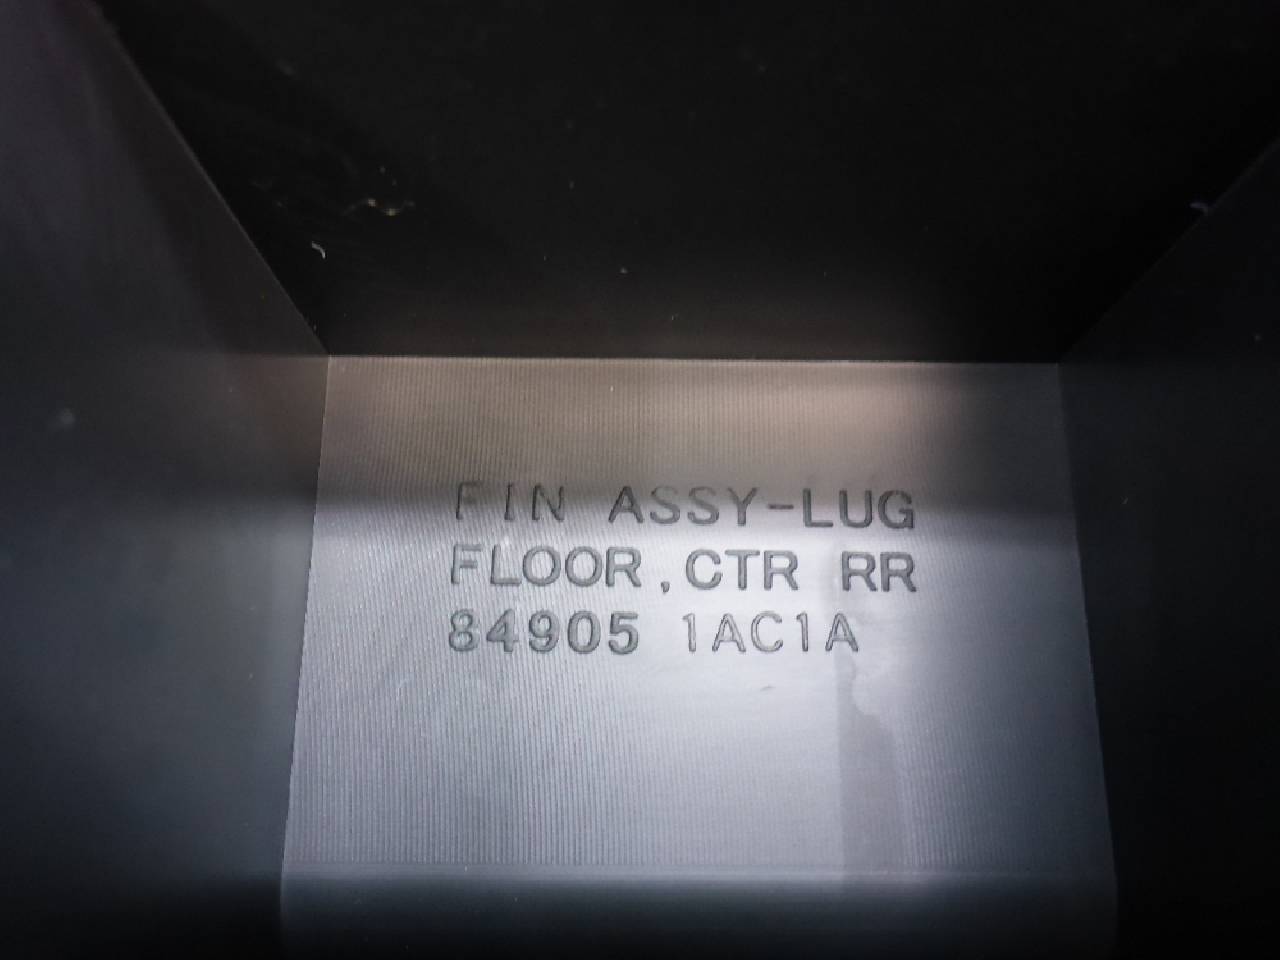 FIN ASSY-LUG
FLOOR, CTR RR
84905 1AC1A